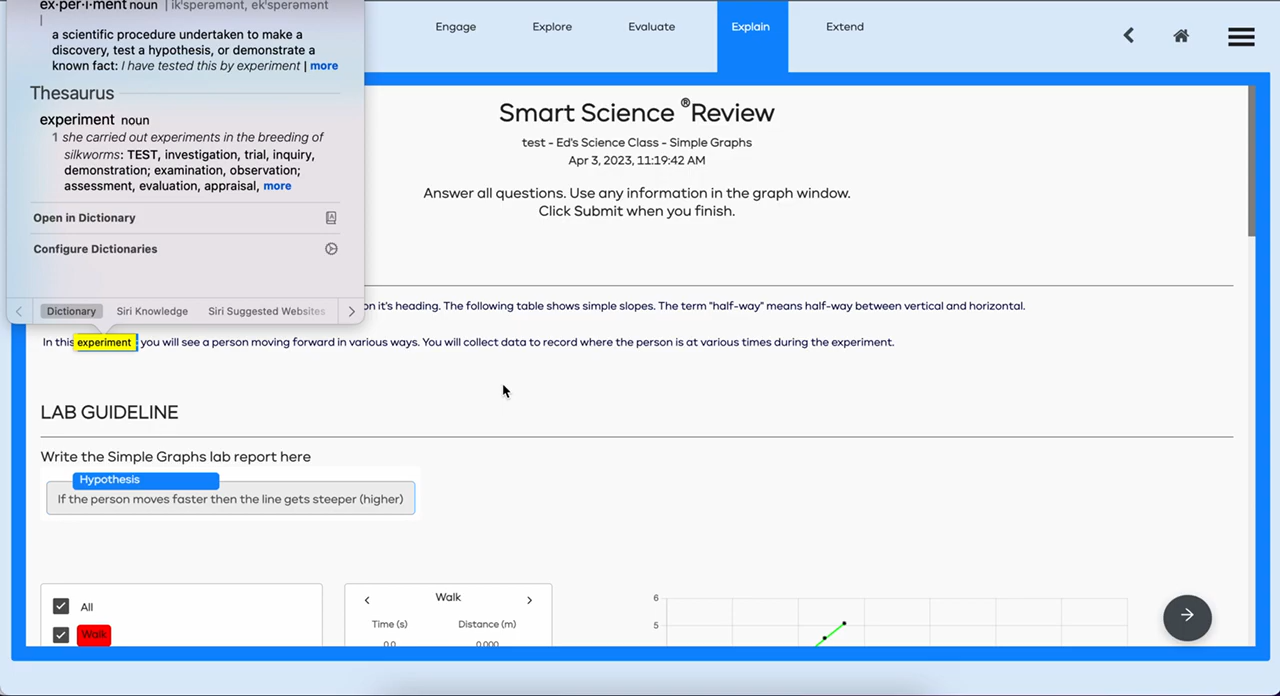 ex·per·i·ment noun | ikˈsperəmənt, ekˈsperəmənt
|
a scientific procedure undertaken to make a
discovery, test a hypothesis, or demonstrate a
known fact: I have tested this by experiment | more
Thesaurus
experiment noun
1 she carried out experiments in the breeding of
silkworms: TEST, investigation, trial, inquiry,
demonstration; examination, observation;
assessment, evaluation, appraisal, more
Open in Dictionary
Configure Dictionaries
Dictionary Siri Knowledge Siri Suggested Websites
Engage Explore Evaluate Explain Extend
Smart Science ®Review
test - Ed's Science Class - Simple Graphs
Apr 3, 2023, 11:19:42 AM
Answer all questions. Use any information in the graph window.
Click Submit when you finish.
on it's heading. The following table shows simple slopes. The term "half-way" means half-way between vertical and horizontal.
In this experiment, you will see a person moving forward in various ways. You will collect data to record where the person is at various times during the experiment.
LAB GUIDELINE
Write the Simple Graphs lab report here
Hypothesis
If the person moves faster then the line gets steeper (higher)
All
Walk
Walk
Time (s) Distance (m)
0.0 0.000
6
5